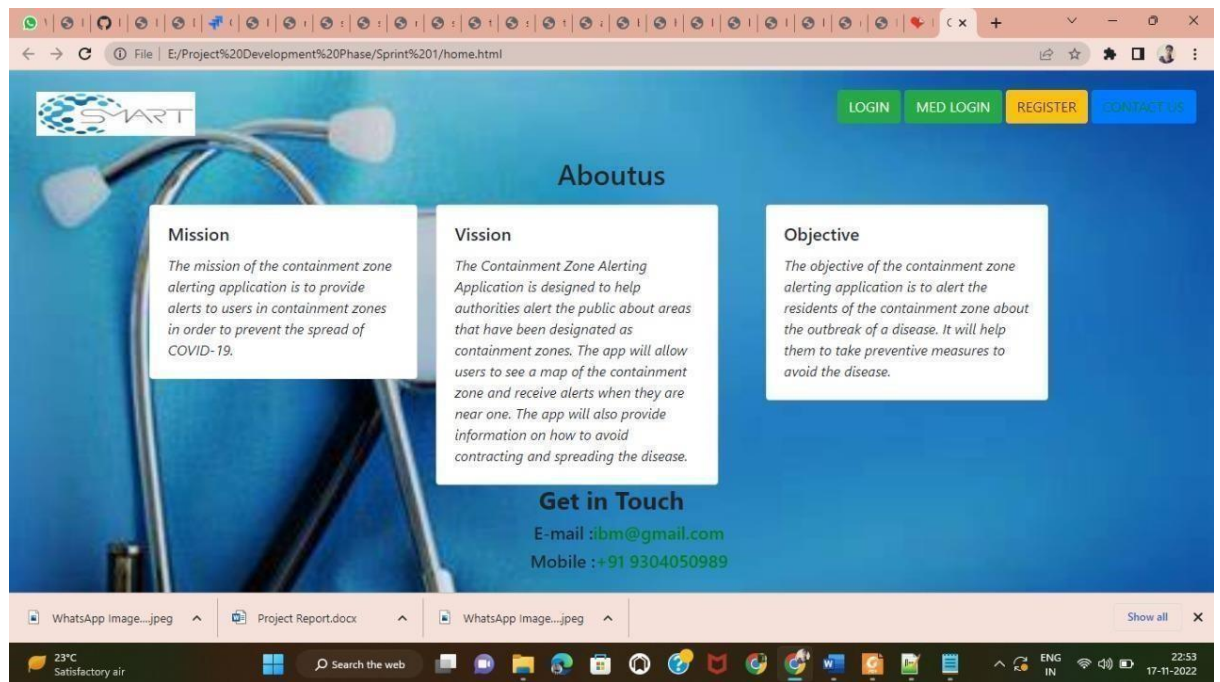 File | E:/Project%20Development%20Phase/Sprint%201/home.html
SMART
LOGIN
MED LOGIN
REGISTER
CONTACT US
Aboutus
Mission
The mission of the containment zone
alerting application is to provide
alerts to users in containment zones
in order to prevent the spread of
COVID-19.
Vission
The Containment Zone Alerting
Application is designed to help
authorities alert the public about areas
that have been designated as
containment zones. The app will allow
users to see a map of the containment
zone and receive alerts when they are
near one. The app will also provide
information on how to avoid
contracting and spreading the disease.
Objective
The objective of the containment zone
alerting application is to alert the
residents of the containment zone about
the outbreak of a disease. It will help
them to take preventive measures to
avoid the disease.
Get in Touch
E-mail :ibm@gmail.com
Mobile :+91 9304050989
WhatsApp Image....jpeg
Project Report.docx
WhatsApp Image...jpeg
Show all
23°C
Satisfactory air
Search the web
ENG
IN
22:53
17-11-2022